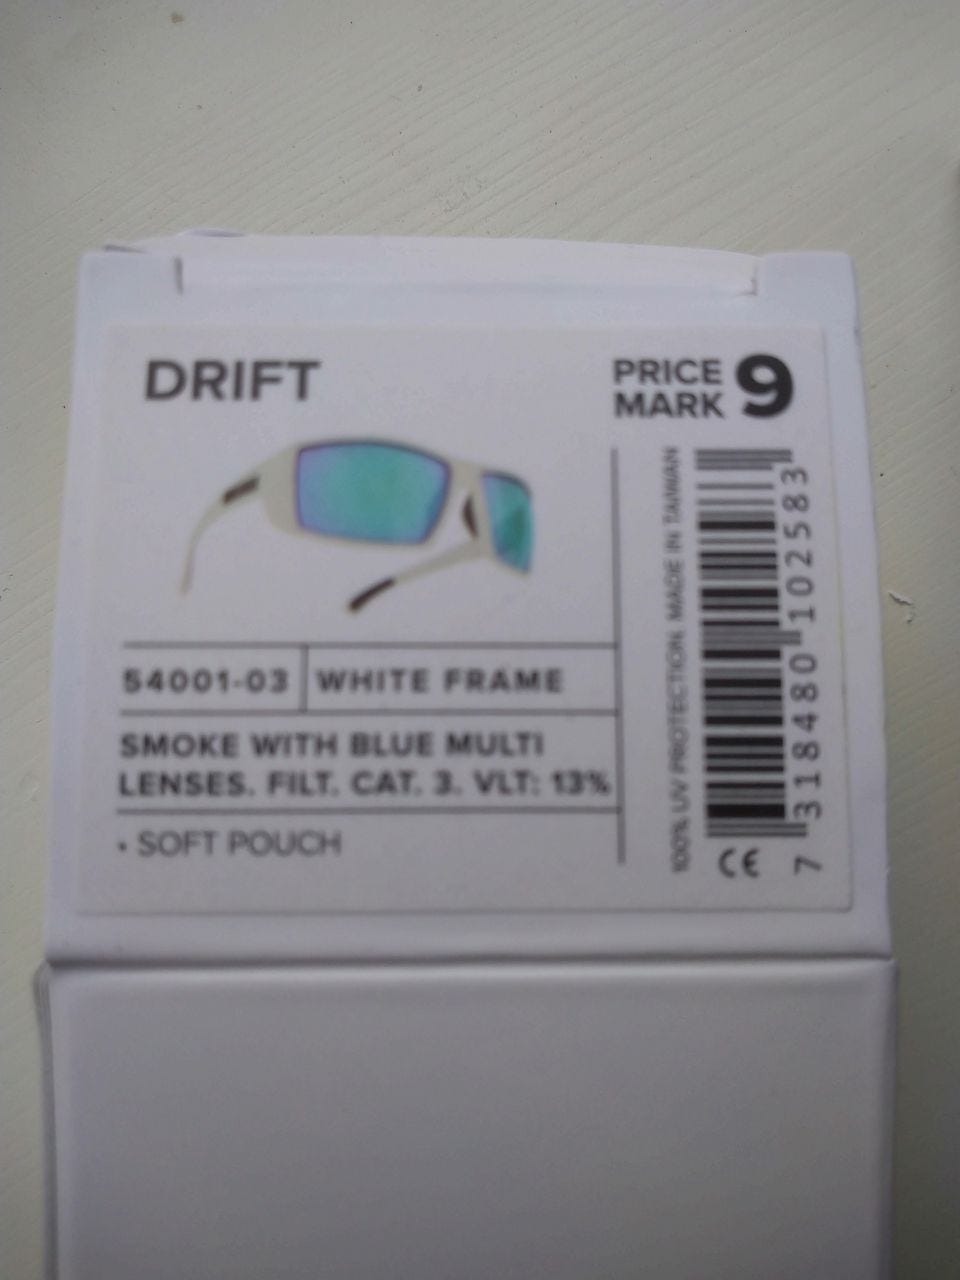 DRIFT
PRICE
MARK 9
54001-03 WHITE FRAME
SMOKE WITH BLUE MULTI
LENSES. FILT. CAT. 3. VLT: 13%
• SOFT POUCH
100% UV PROTECTION. MADE IN TAIWAN
7 318480 102583
CE